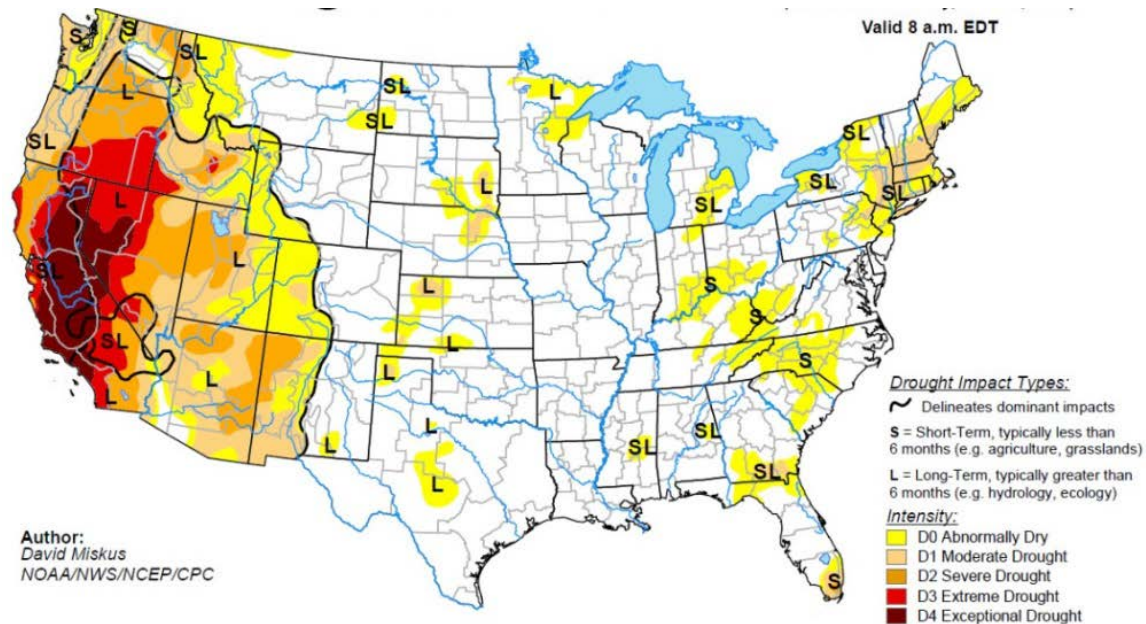 Valid 8 a.m. EDT
S
S
SL
L
SL
L
SL
SL
SL
SL
L
SL
SL
L
L
SL
S
SL
L
L
S
SL
L
L
S
L
L
L
SL
SL
L
L
SL
S
Drought Impact Types:
Delineates dominant impacts
S = Short-Term, typically less than
6 months (e.g. agriculture, grasslands)
L = Long-Term, typically greater than
6 months (e.g. hydrology, ecology)
Intensity:
D0 Abnormally Dry
D1 Moderate Drought
D2 Severe Drought
D3 Extreme Drought
D4 Exceptional Drought
Author:
David Miskus
NOAA/NWS/NCEP/CPC